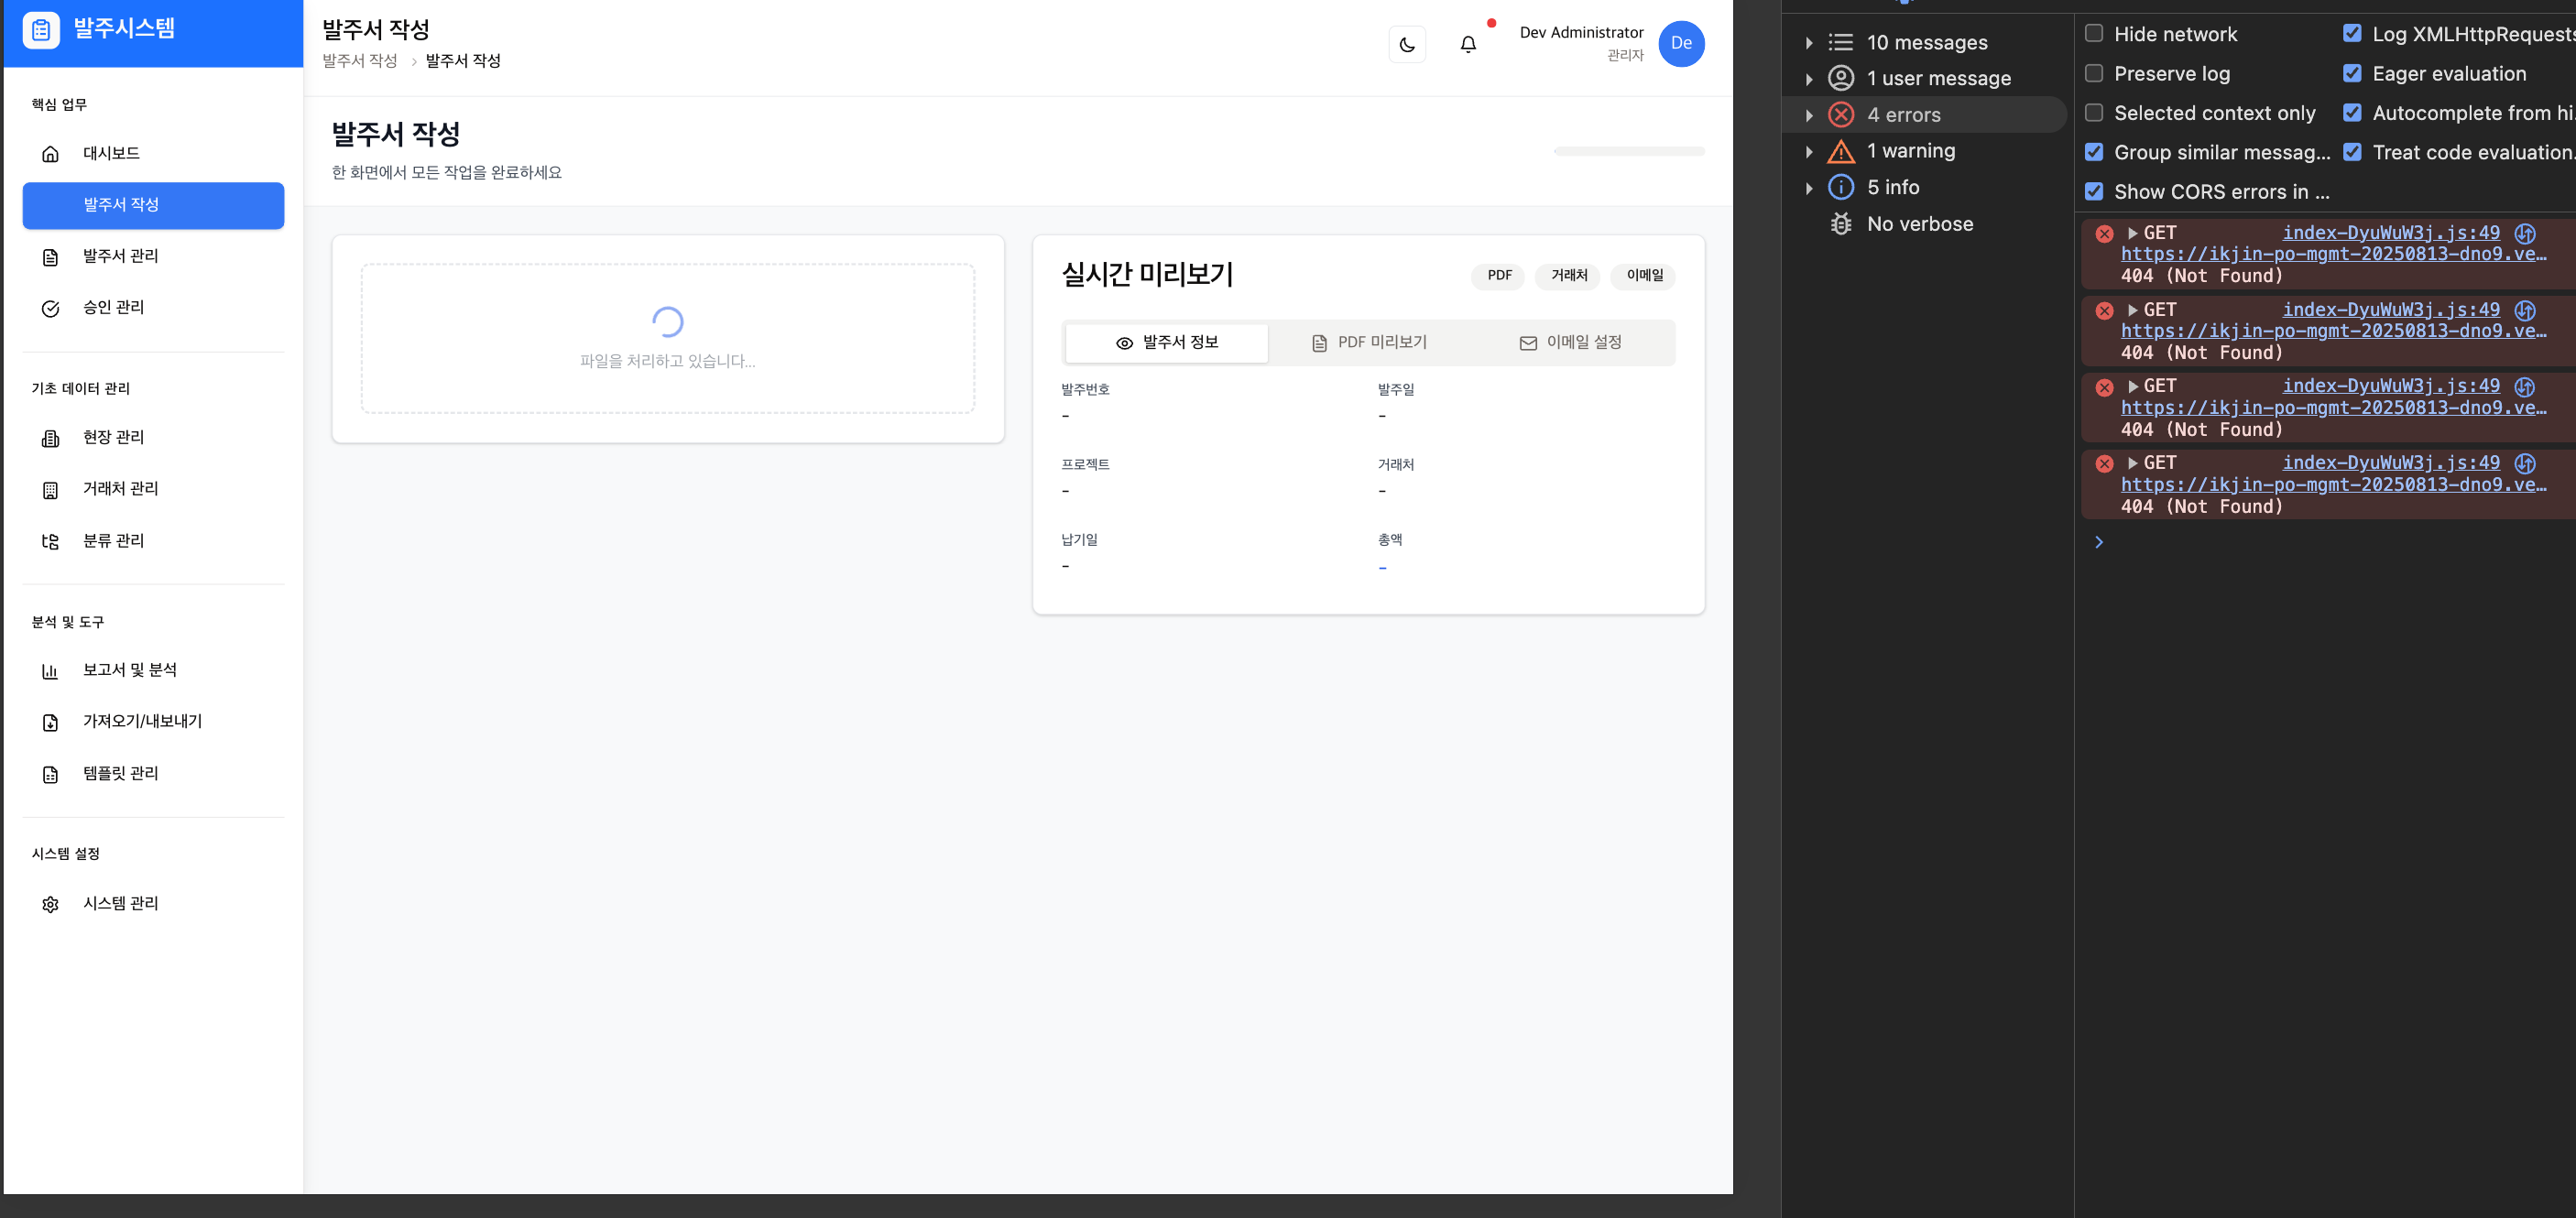 발주시스템
핵심 업무
대시보드
발주서 작성
발주서 관리
승인 관리
기초 데이터 관리
현장 관리
거래처 관리
분류 관리
분석 및 도구
보고서 및 분석
가져오기/내보내기
템플릿 관리
시스템 설정
시스템 관리
발주서 작성
발주서 작성 › 발주서 작성
Dev Administrator
관리자
De
발주서 작성
한 화면에서 모든 작업을 완료하세요
파일을 처리하고 있습니다...
실시간 미리보기
PDF 거래처 이메일
발주서 정보 PDF 미리보기 이메일 설정
발주번호 발주일
- -
프로젝트 거래처
- -
납기일 총액
- -
10 messages
1 user message
4 errors
1 warning
5 info
No verbose
Hide network Log XMLHttpRequests
Preserve log Eager evaluation
Selected context only Autocomplete from hi...
Group similar messag... Treat code evaluation...
Show CORS errors in ...
GET index-DyuWuW3j.js:49
https://ikjin-po-mgmt-20250813-dno9.ve…
404 (Not Found)
GET index-DyuWuW3j.js:49
https://ikjin-po-mgmt-20250813-dno9.ve…
404 (Not Found)
GET index-DyuWuW3j.js:49
https://ikjin-po-mgmt-20250813-dno9.ve…
404 (Not Found)
GET index-DyuWuW3j.js:49
https://ikjin-po-mgmt-20250813-dno9.ve…
404 (Not Found)